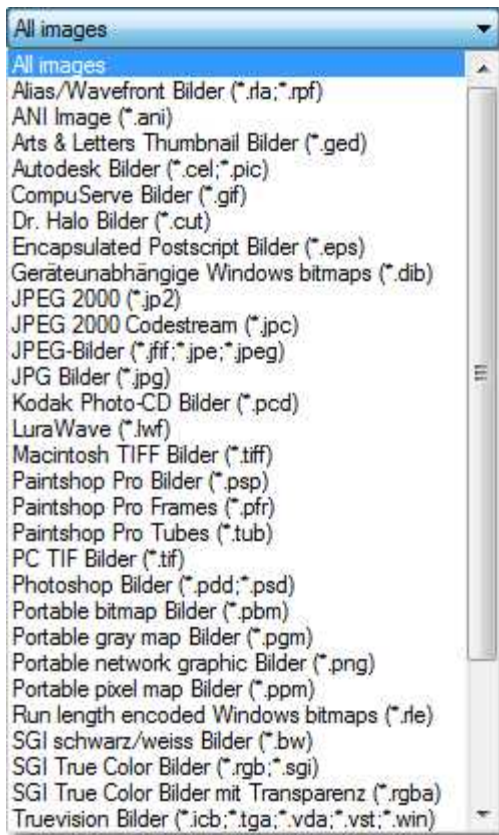 All images
All images
Alias/Wavefront Bilder (*.rla;*.rpf)
ANI Image (*.ani)
Arts & Letters Thumbnail Bilder (*.ged)
Autodesk Bilder (*.cel;*.pic)
CompuServe Bilder (*.gif)
Dr. Halo Bilder (*.cut)
Encapsulated Postscript Bilder (*.eps)
Geräteunabhängige Windows bitmaps (*.dib)
JPEG 2000 (*.jp2)
JPEG 2000 Codestream (*.jpc)
JPEG-Bilder (*.jfif;*.jpe;*.jpeg)
JPG Bilder (*.jpg)
Kodak Photo-CD Bilder (*.pcd)
LuraWave (*.lwf)
Macintosh TIFF Bilder (*.tiff)
Paintshop Pro Bilder (*.psp)
Paintshop Pro Frames (*.pfr)
Paintshop Pro Tubes (*.tub)
PC TIF Bilder (*.tif)
Photoshop Bilder (*.pdd;*.psd)
Portable bitmap Bilder (*.pbm)
Portable gray map Bilder (*.pgm)
Portable network graphic Bilder (*.png)
Portable pixel map Bilder (*.ppm)
Run length encoded Windows bitmaps (*.rle)
SGI schwarz/weiss Bilder (*.bw)
SGI True Color Bilder (*.rgb;*.sgi)
SGI True Color Bilder mit Transparenz (*.rgba)
Truevision Bilder (*.icb;*.tga;*.vda;*.vst;*.win)